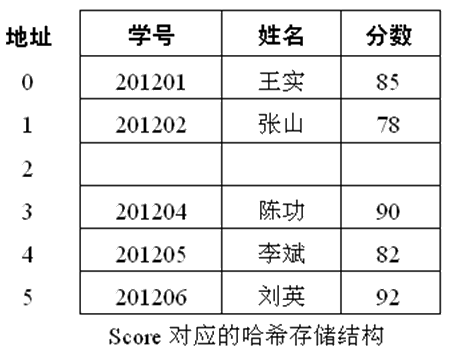 地址 学号 姓名 分数
0 201201 王实 85
1 201202 张山 78
2
3 201204 陈功 90
4 201205 李斌 82
5 201206 刘英 92
Score 对应的哈希存储结构